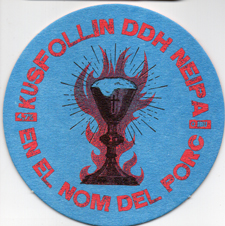 KUSFOLLIN DDH NEIPA
EN EL NOM DEL PORC